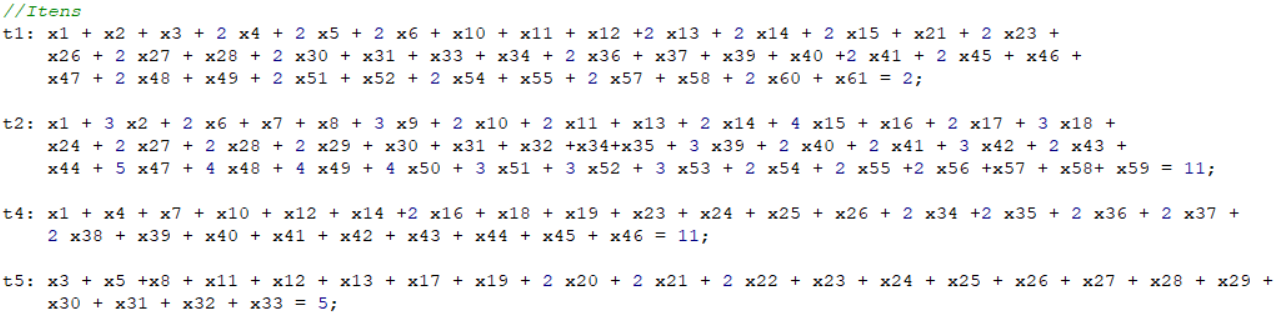 //Itens
t1: x1 + x2 + x3 + 2 x4 + 2 x5 + 2 x6 + x10 + x11 + x12 +2 x13 + 2 x14 + 2 x15 + x21 + 2 x23 +
x26 + 2 x27 + x28 + 2 x30 + x31 + x33 + x34 + 2 x36 + x37 + x39 + x40 +2 x41 + 2 x45 + x46 +
x47 + 2 x48 + x49 + 2 x51 + x52 + 2 x54 + x55 + 2 x57 + x58 + 2 x60 + x61 = 2;
t2: x1 + 3 x2 + 2 x6 + x7 + x8 + 3 x9 + 2 x10 + 2 x11 + x13 + 2 x14 + 4 x15 + x16 + 2 x17 + 3 x18 +
x24 + 2 x27 + 2 x28 + 2 x29 + x30 + x31 + x32 +x34+x35 + 3 x39 + 2 x40 + 2 x41 + 3 x42 + 2 x43 +
x44 + 5 x47 + 4 x48 + 4 x49 + 4 x50 + 3 x51 + 3 x52 + 3 x53 + 2 x54 + 2 x55 +2 x56 +x57 + x58+ x59 = 11;
t4: x1 + x4 + x7 + x10 + x12 + x14 +2 x16 + x18 + x19 + x23 + x24 + x25 + x26 + 2 x34 +2 x35 + 2 x36 + 2 x37 +
2 x38 + x39 + x40 + x41 + x42 + x43 + x44 + x45 + x46 = 11;
t5: x3 + x5 +x8 + x11 + x12 + x13 + x17 + x19 + 2 x20 + 2 x21 + 2 x22 + x23 + x24 + x25 + x26 + x27 + x28 + x29 +
x30 + x31 + x32 + x33 = 5;